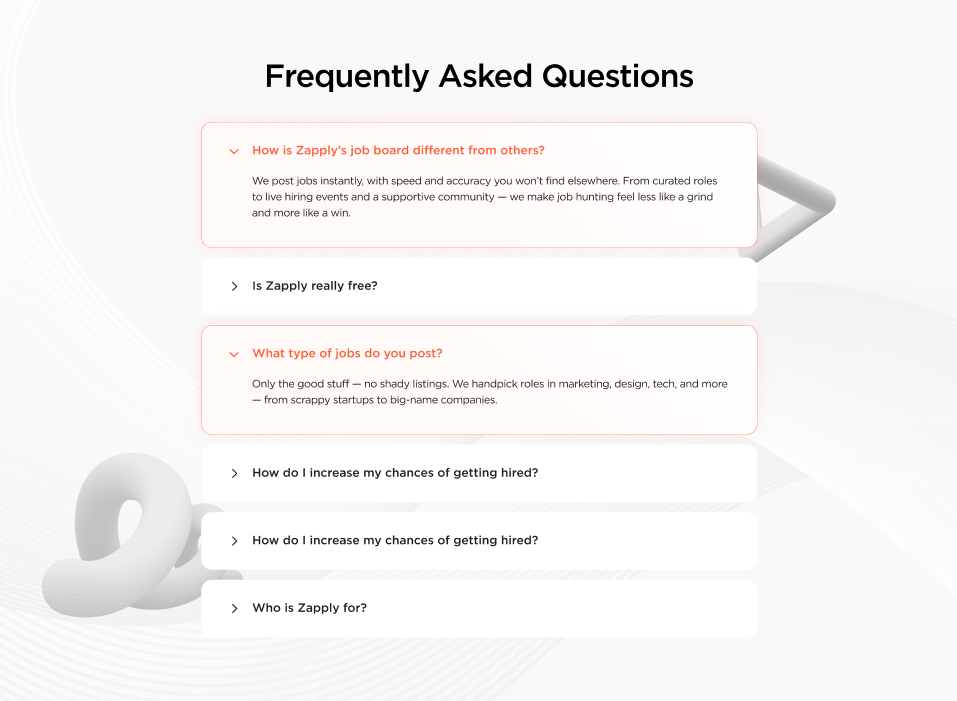 Frequently Asked Questions
How is Zapply’s job board different from others?
We post jobs instantly, with speed and accuracy you won’t find elsewhere. From curated roles
to live hiring events and a supportive community — we make job hunting feel less like a grind
and more like a win.
Is Zapply really free?
What type of jobs do you post?
Only the good stuff — no shady listings. We handpick roles in marketing, design, tech, and more
— from scrappy startups to big-name companies.
How do I increase my chances of getting hired?
How do I increase my chances of getting hired?
Who is Zapply for?